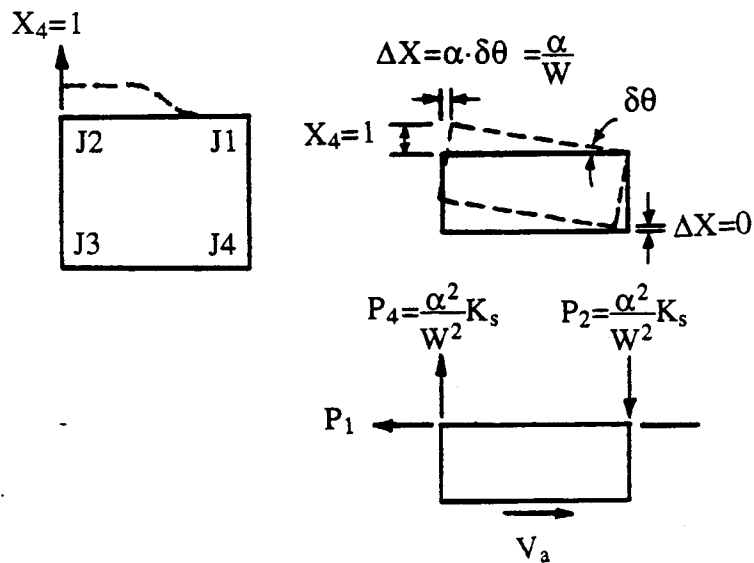 X₄=1
J2 J1
J3 J4
ΔX=α·δθ = α/W
δθ
X₄=1
ΔX=0
P₄=α²/W² Kₛ
P₂=α²/W² Kₛ
P₁
Vₐ